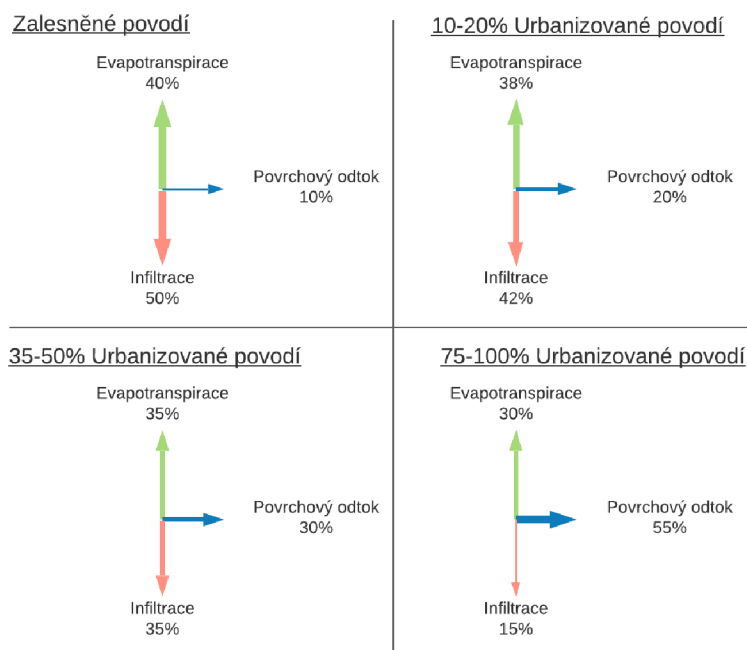 Zalesněné povodí
Evapotranspirace
40%
Povrchový odtok
10%
Infiltrace
50%
10-20% Urbanizované povodí
Evapotranspirace
38%
Povrchový odtok
20%
Infiltrace
42%
35-50% Urbanizované povodí
Evapotranspirace
35%
Povrchový odtok
30%
Infiltrace
35%
75-100% Urbanizované povodí
Evapotranspirace
30%
Povrchový odtok
55%
Infiltrace
15%